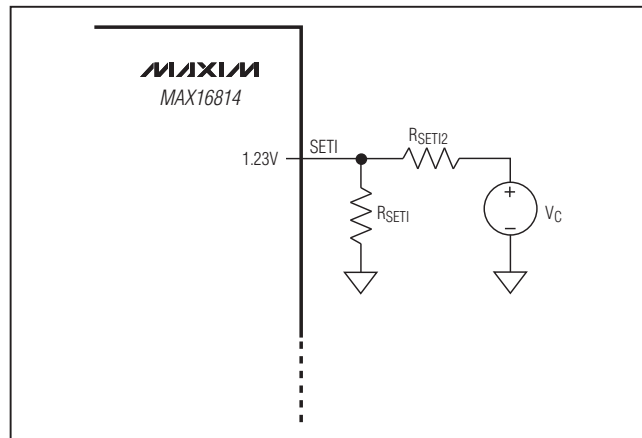 MAXIM
MAX16814
1.23V
SETI
RSETI2
RSETI
+
−
VC